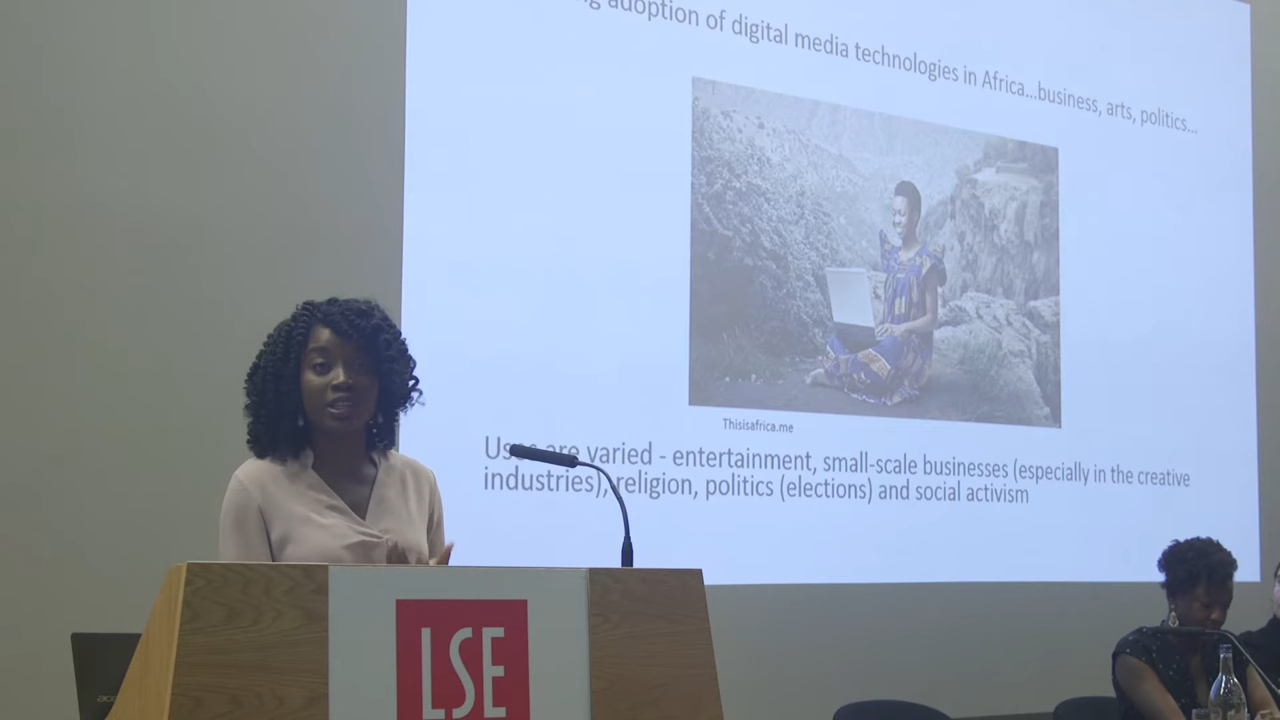 adoption of digital media technologies in Africa...business, arts, politics...
Thisisafrica.me
are varied - entertainment, small-scale businesses (especially in the creative
industries), religion, politics (elections) and social activism
LSE
acer